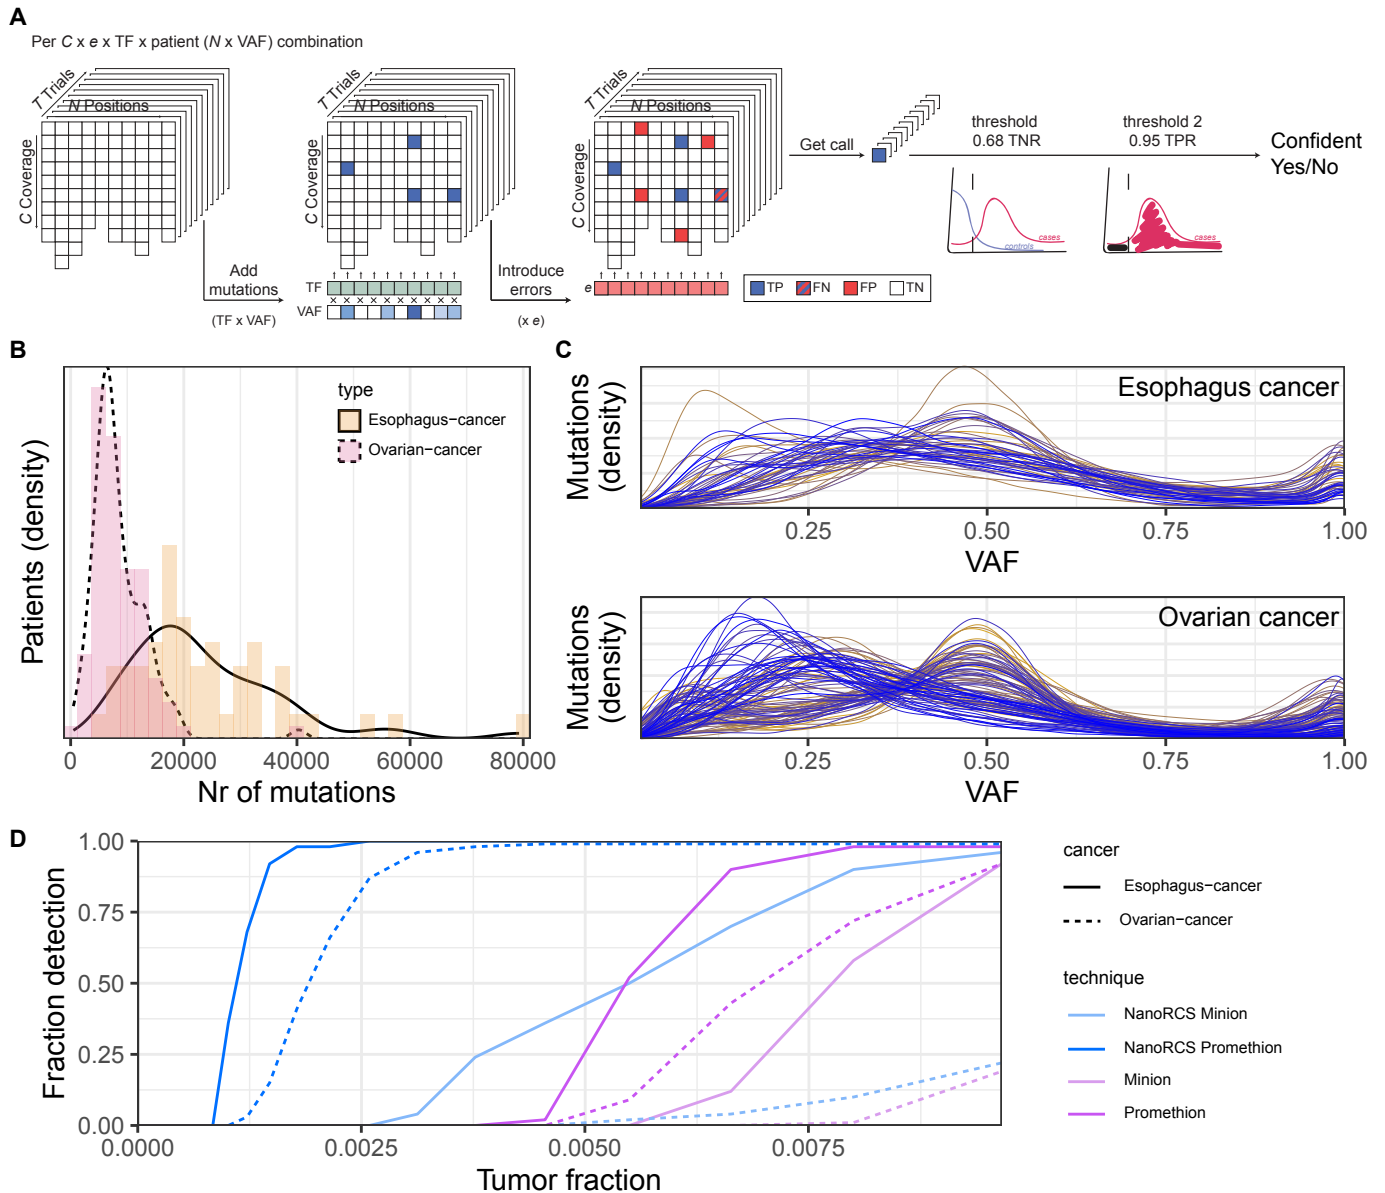 A
Per C x e x TF x patient (N x VAF) combination
T Trials
N Positions
C Coverage
T Trials
N Positions
C Coverage
T Trials
N Positions
C Coverage
Get call
threshold
0.68 TNR
threshold 2
0.95 TPR
Confident
Yes/No
cases
controls
cases
Add
mutations
(TF x VAF)
TF
× × × × × × × × × ×
VAF
Introduce
errors
(x e)
e
TP
FN
FP
TN
B
Patients (density)
type
Esophagus−cancer
Ovarian−cancer
0
20000
40000
60000
80000
Nr of mutations
C
Mutations
(density)
Esophagus cancer
0.25
0.50
0.75
1.00
VAF
Mutations
(density)
Ovarian cancer
0.25
0.50
0.75
1.00
VAF
D
Fraction detection
1.00
0.75
0.50
0.25
0.00
0.0000
0.0025
0.0050
0.0075
Tumor fraction
cancer
Esophagus−cancer
Ovarian−cancer
technique
NanoRCS Minion
NanoRCS Promethion
Minion
Promethion